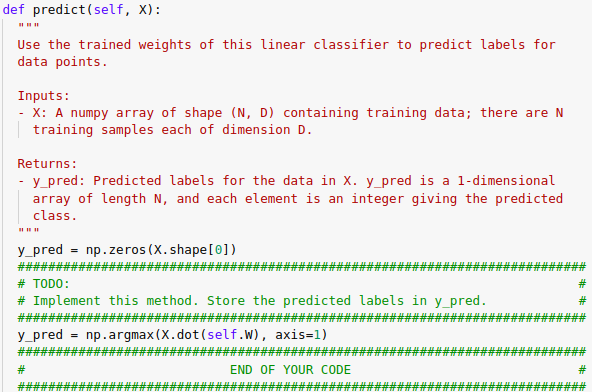 def predict(self, X):
"""
Use the trained weights of this linear classifier to predict labels for
data points.
Inputs:
- X: A numpy array of shape (N, D) containing training data; there are N
training samples each of dimension D.
Returns:
- y_pred: Predicted labels for the data in X. y_pred is a 1-dimensional
array of length N, and each element is an integer giving the predicted
class.
"""
y_pred = np.zeros(X.shape[0])
###########################################################################
# TODO: #
# Implement this method. Store the predicted labels in y_pred. #
###########################################################################
y_pred = np.argmax(X.dot(self.W), axis=1)
###########################################################################
# END OF YOUR CODE #
###########################################################################